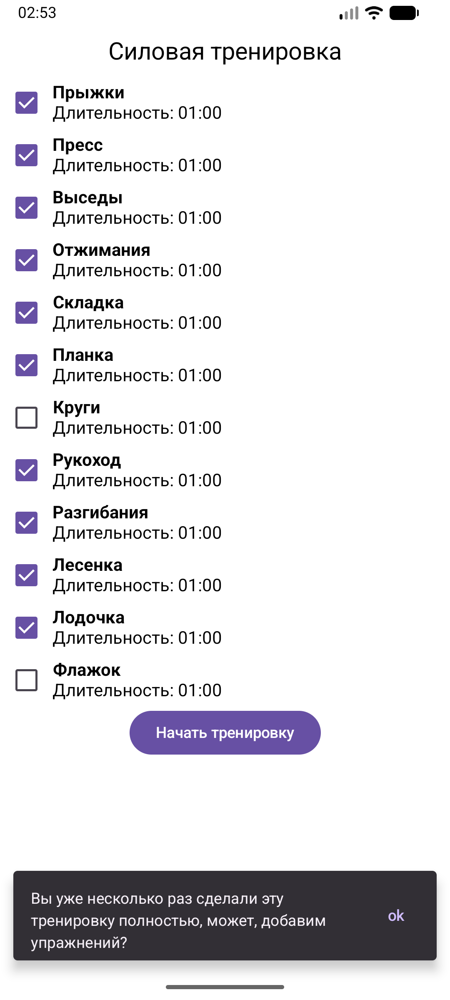 02:53
Силовая тренировка
Прыжки
Длительность: 01:00
Пресс
Длительность: 01:00
Выседы
Длительность: 01:00
Отжимания
Длительность: 01:00
Складка
Длительность: 01:00
Планка
Длительность: 01:00
Круги
Длительность: 01:00
Рукоход
Длительность: 01:00
Разгибания
Длительность: 01:00
Лесенка
Длительность: 01:00
Лодочка
Длительность: 01:00
Флажок
Длительность: 01:00
Начать тренировку
Вы уже несколько раз сделали эту
тренировку полностью, может, добавим
упражнений?
ok